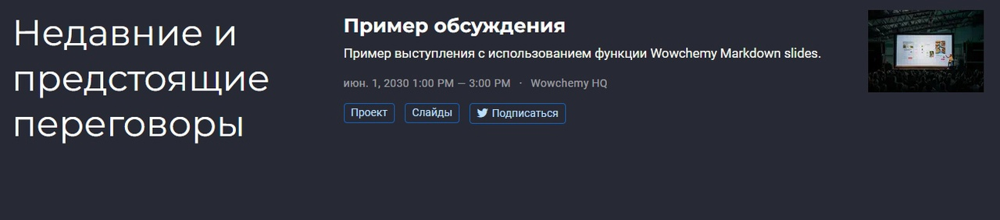 Недавние и
предстоящие
переговоры
Пример обсуждения
Пример выступления с использованием функции Wowchemy Markdown slides.
июн. 1, 2030 1:00 PM — 3:00 PM · Wowchemy HQ
Проект Слайды Подписаться